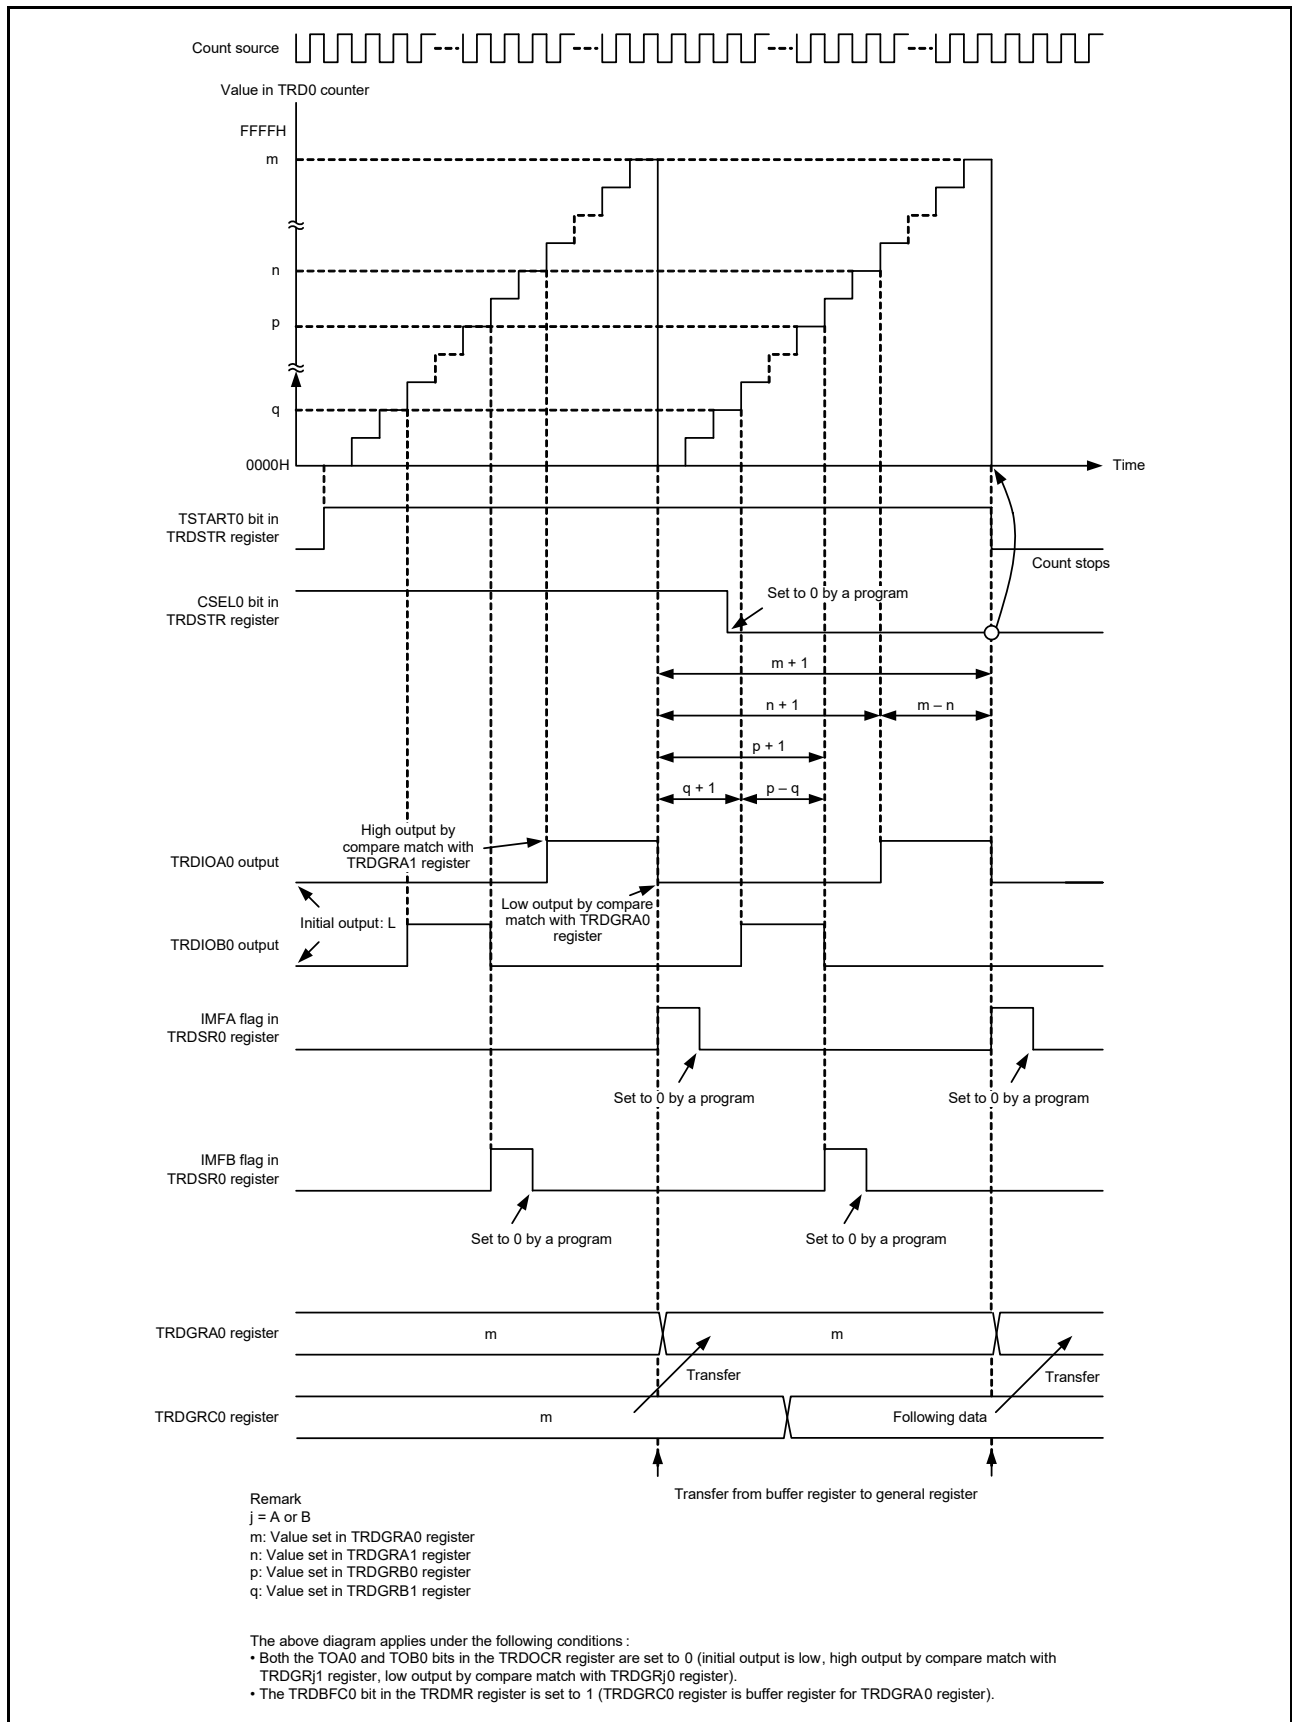 Count source
Value in TRD0 counter
FFFFH
m
n
p
q
0000H
Time
TSTART0 bit in
TRDSTR register
Count stops
CSEL0 bit in
TRDSTR register
Set to 0 by a program
m + 1
n + 1
m – n
p + 1
q + 1
p – q
High output by
compare match with
TRDGRA1 register
TRDIOA0 output
Low output by compare
match with TRDGRA0
register
Initial output: L
TRDIOB0 output
IMFA flag in
TRDSR0 register
Set to 0 by a program
Set to 0 by a program
IMFB flag in
TRDSR0 register
Set to 0 by a program
Set to 0 by a program
TRDGRA0 register
m
m
Transfer
Transfer
TRDGRC0 register
m
Following data
Transfer from buffer register to general register
Remark
j = A or B
m: Value set in TRDGRA0 register
n: Value set in TRDGRA1 register
p: Value set in TRDGRB0 register
q: Value set in TRDGRB1 register
The above diagram applies under the following conditions :
• Both the TOA0 and TOB0 bits in the TRDOCR register are set to 0 (initial output is low, high output by compare match with
TRDGRj1 register, low output by compare match with TRDGRj0 register).
• The TRDBFC0 bit in the TRDMR register is set to 1 (TRDGRC0 register is buffer register for TRDGRA0 register).